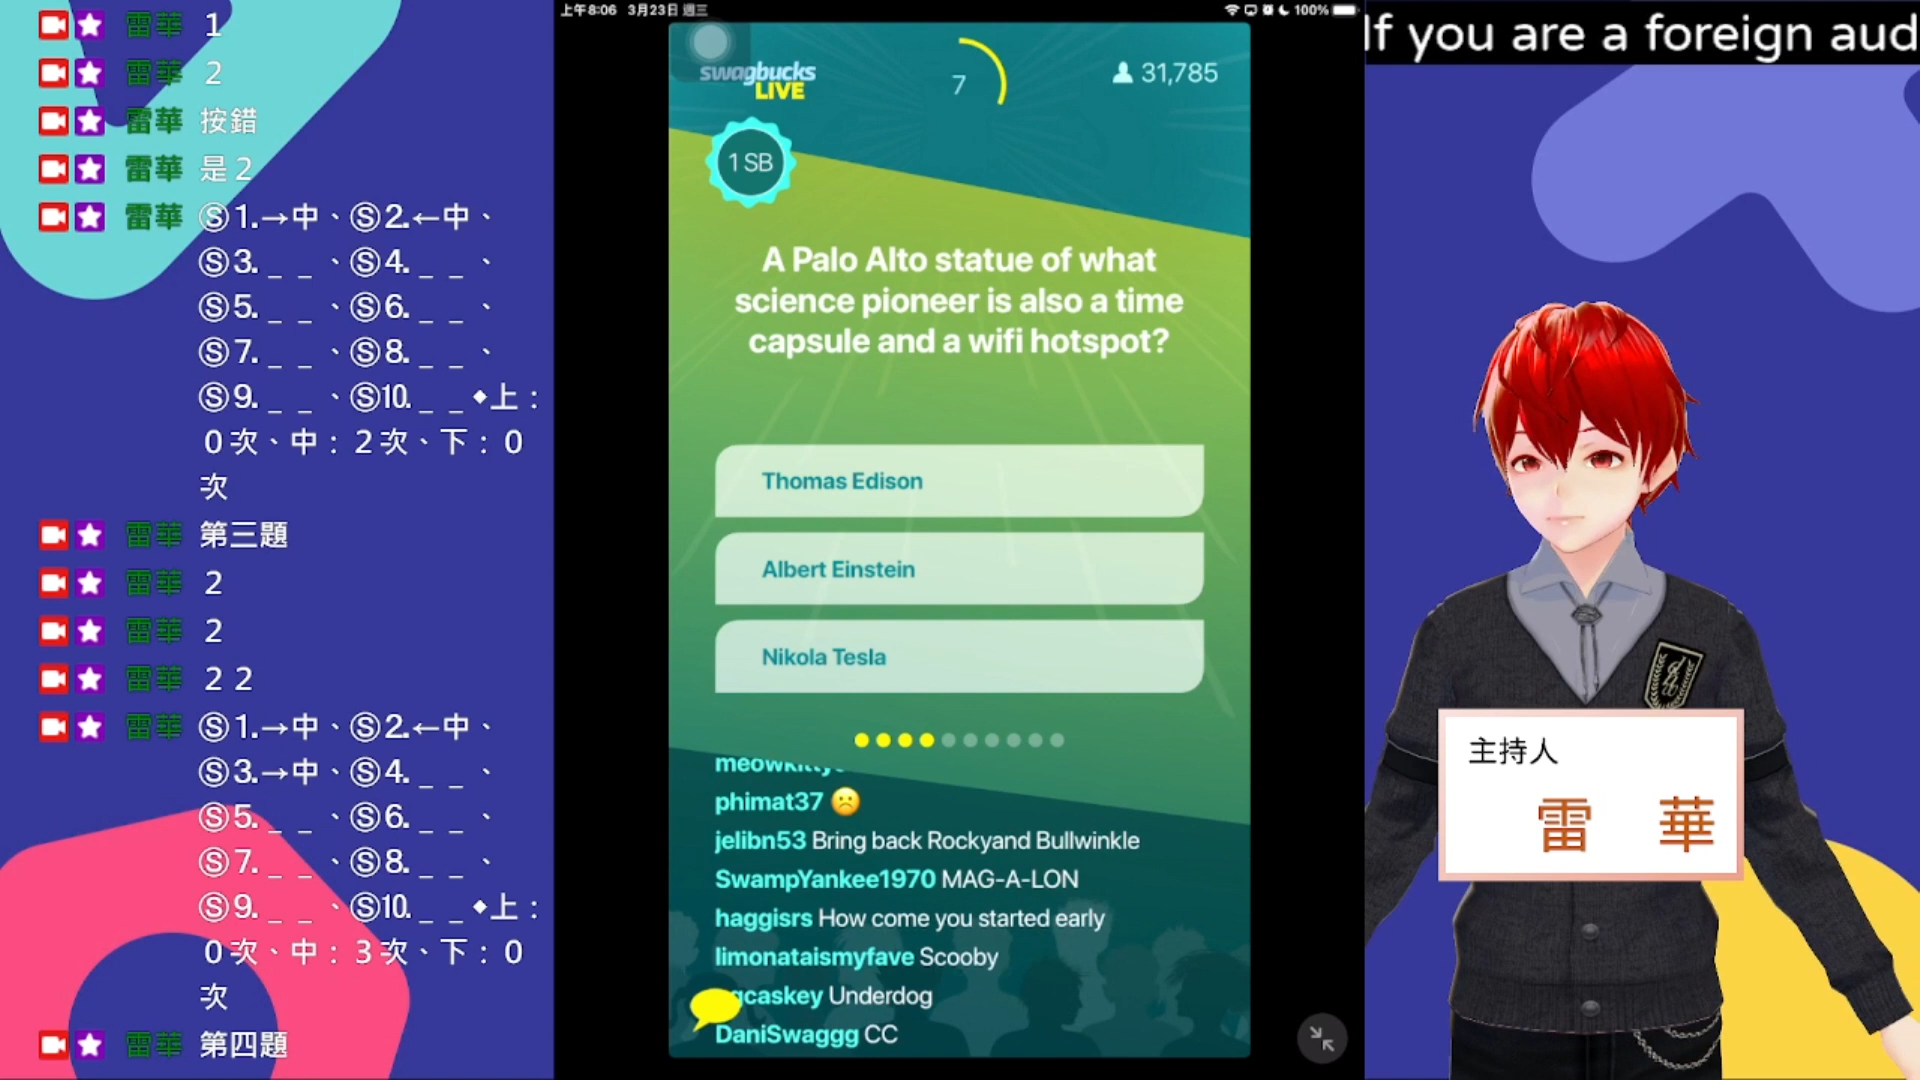 雷華 1
雷華 2
雷華 按錯
雷華 是2
雷華 Ⓢ1.→中、Ⓢ2.←中、
Ⓢ3._ _ 、Ⓢ4._ _ 、
Ⓢ5._ _ 、Ⓢ6._ _ 、
Ⓢ7._ _ 、Ⓢ8._ _ 、
Ⓢ9._ _ 、Ⓢ10._ _ ◆上：
0次、中：2次、下：0
次
雷華 第三題
雷華 2
雷華 2
雷華 2 2
雷華 Ⓢ1.→中、Ⓢ2.←中、
Ⓢ3.→中、Ⓢ4._ _ 、
Ⓢ5._ _ 、Ⓢ6._ _ 、
Ⓢ7._ _ 、Ⓢ8._ _ 、
Ⓢ9._ _ 、Ⓢ10._ _ ◆上：
0次、中：3次、下：0
次
雷華 第四題
上午8:06 3月23日 週三
100%
swagbucks
LIVE
7
31,785
1 SB
A Palo Alto statue of what
science pioneer is also a time
capsule and a wifi hotspot?
Thomas Edison
Albert Einstein
Nikola Tesla
phimat37 ☹️
jelibn53 Bring back Rockyand Bullwinkle
SwampYankee1970 MAG-A-LON
haggisrs How come you started early
limonataismyfave Scooby
gcaskey Underdog
DaniSwaggg CC
If you are a foreign aud
主持人
雷 華